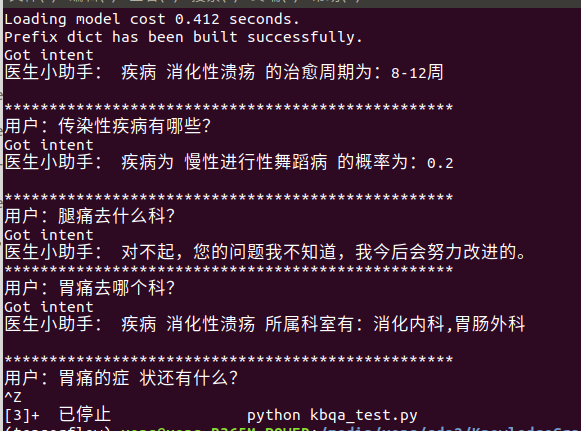 Loading model cost 0.412 seconds.
Prefix dict has been built successfully.
Got intent
医生小助手： 疾病 消化性溃疡 的治愈周期为：8-12周
**************************************************
用户：传染性疾病有哪些？
Got intent
医生小助手： 疾病为 慢性进行性舞蹈病 的概率为：0.2
**************************************************
用户：腿痛去什么科？
Got intent
医生小助手： 对不起，您的问题我不知道，我今后会努力改进的。
**************************************************
用户：胃痛去哪个科？
Got intent
医生小助手： 疾病 消化性溃疡 所属科室有：消化内科,胃肠外科
**************************************************
用户：胃痛的症 状还有什么？
^Z
[3]+ 已停止 python kbqa_test.py